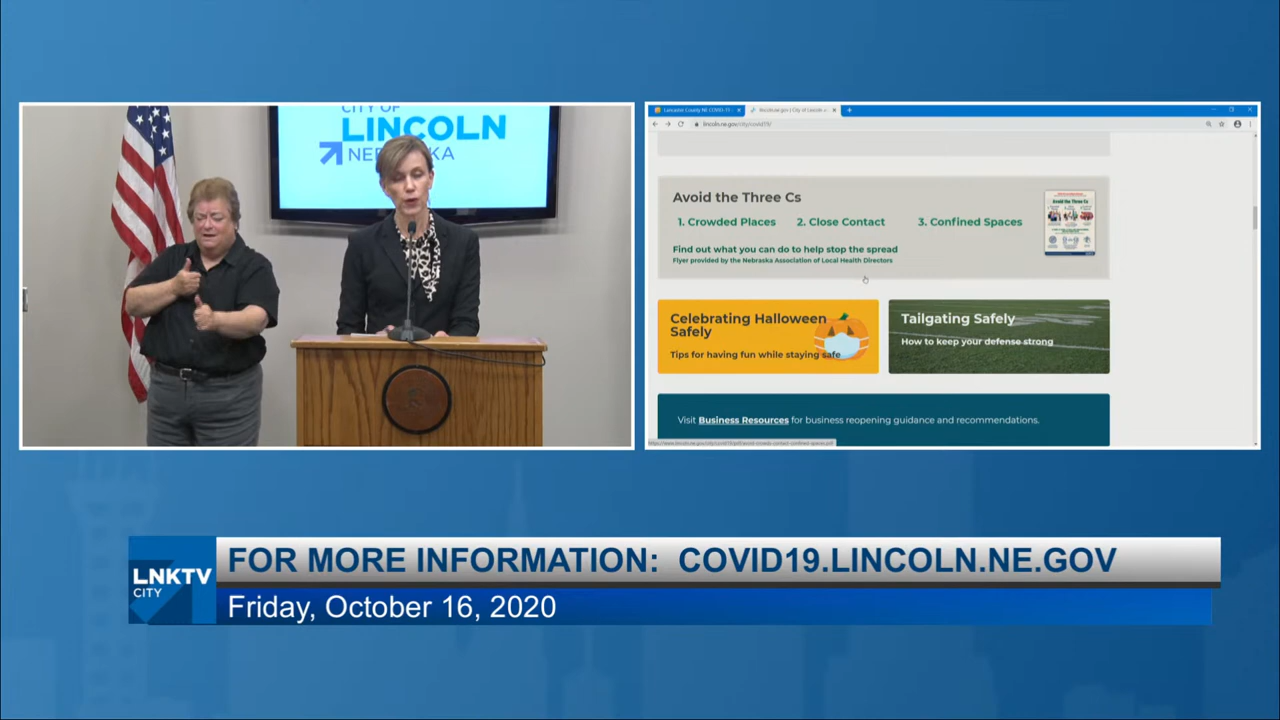 CITY OF
LINCOLN
NEBRASKA
lincoln.ne.gov/city/covid19/
Avoid the Three Cs
1. Crowded Places 2. Close Contact 3. Confined Spaces
Find out what you can do to help stop the spread
Flyer provided by the Nebraska Association of Local Health Directors
Avoid the Three Cs
Celebrating Halloween
Safely
Tips for having fun while staying safe
Tailgating Safely
How to keep your defense strong
Visit Business Resources for business reopening guidance and recommendations.
LNKTV
CITY
FOR MORE INFORMATION: COVID19.LINCOLN.NE.GOV
Friday, October 16, 2020